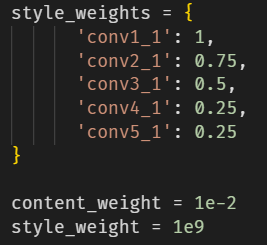 style_weights = {
    'conv1_1': 1,
    'conv2_1': 0.75,
    'conv3_1': 0.5,
    'conv4_1': 0.25,
    'conv5_1': 0.25
}

content_weight = 1e-2
style_weight = 1e9